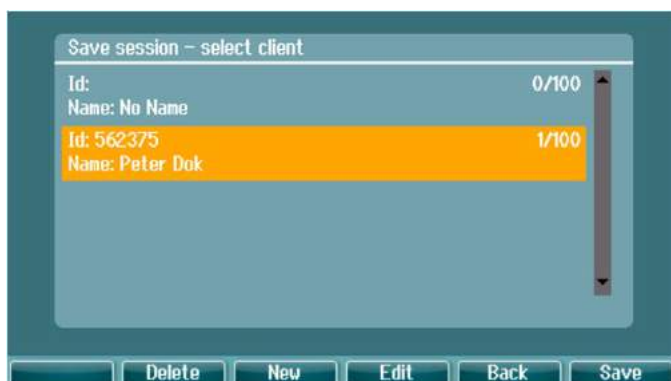 Save session - select client
Id: 0/100
Name: No Name
Id: 562375 1/100
Name: Peter Dok
Delete New Edit Back Save